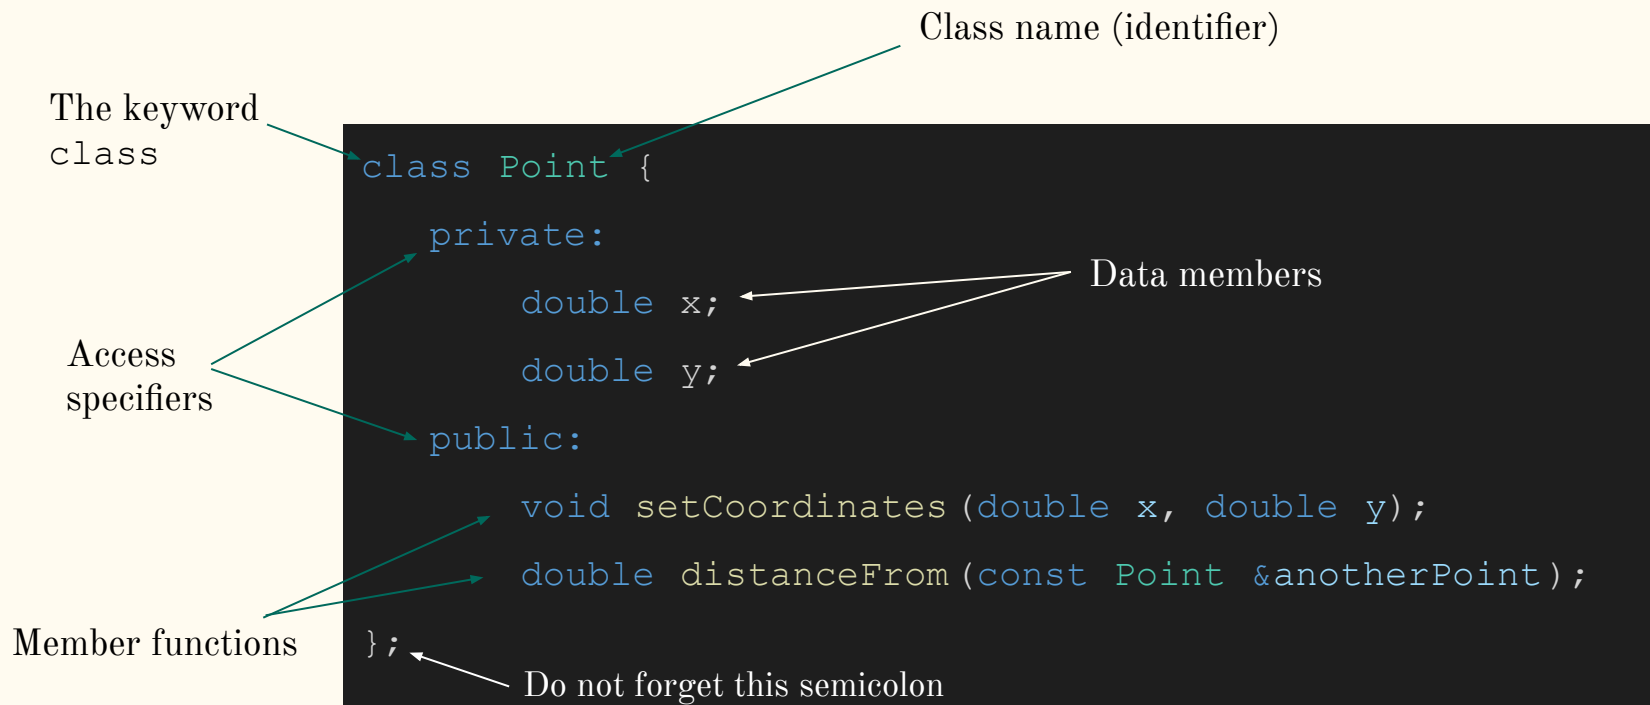 Class name (identifier)
The keyword
class
class Point {
private:
double x;
Data members
double y;
Access
specifiers
public:
void setCoordinates(double x, double y);
double distanceFrom(const Point &anotherPoint);
Member functions
};
Do not forget this semicolon